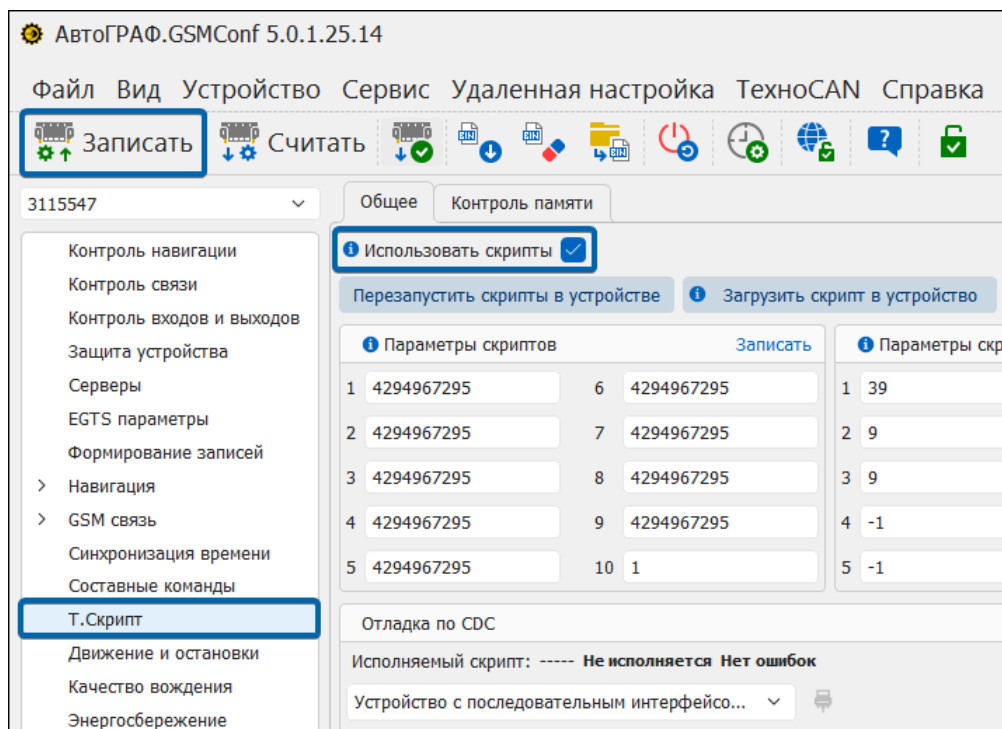 АвтоГРАФ.GSMConf 5.0.1.25.14
Файл Вид Устройство Сервис Удаленная настройка ТехноCAN Справка
Записать Считать BIN BIN BIN ?
3115547
Контроль навигации
Контроль связи
Контроль входов и выходов
Защита устройства
Серверы
EGTS параметры
Формирование записей
Навигация
GSM связь
Синхронизация времени
Составные команды
Т.Скрипт
Движение и остановки
Качество вождения
Энергосбережение
Общее Контроль памяти
Использовать скрипты
Перезапустить скрипты в устройстве Загрузить скрипт в устройство
Параметры скриптов Записать
1 4294967295 6 4294967295
2 4294967295 7 4294967295
3 4294967295 8 4294967295
4 4294967295 9 4294967295
5 4294967295 10 1
Параметры скр
1 39
2 9
3 9
4 -1
5 -1
Отладка по CDC
Исполняемый скрипт: ----- Не исполняется Нет ошибок
Устройство с последовательным интерфейсо...